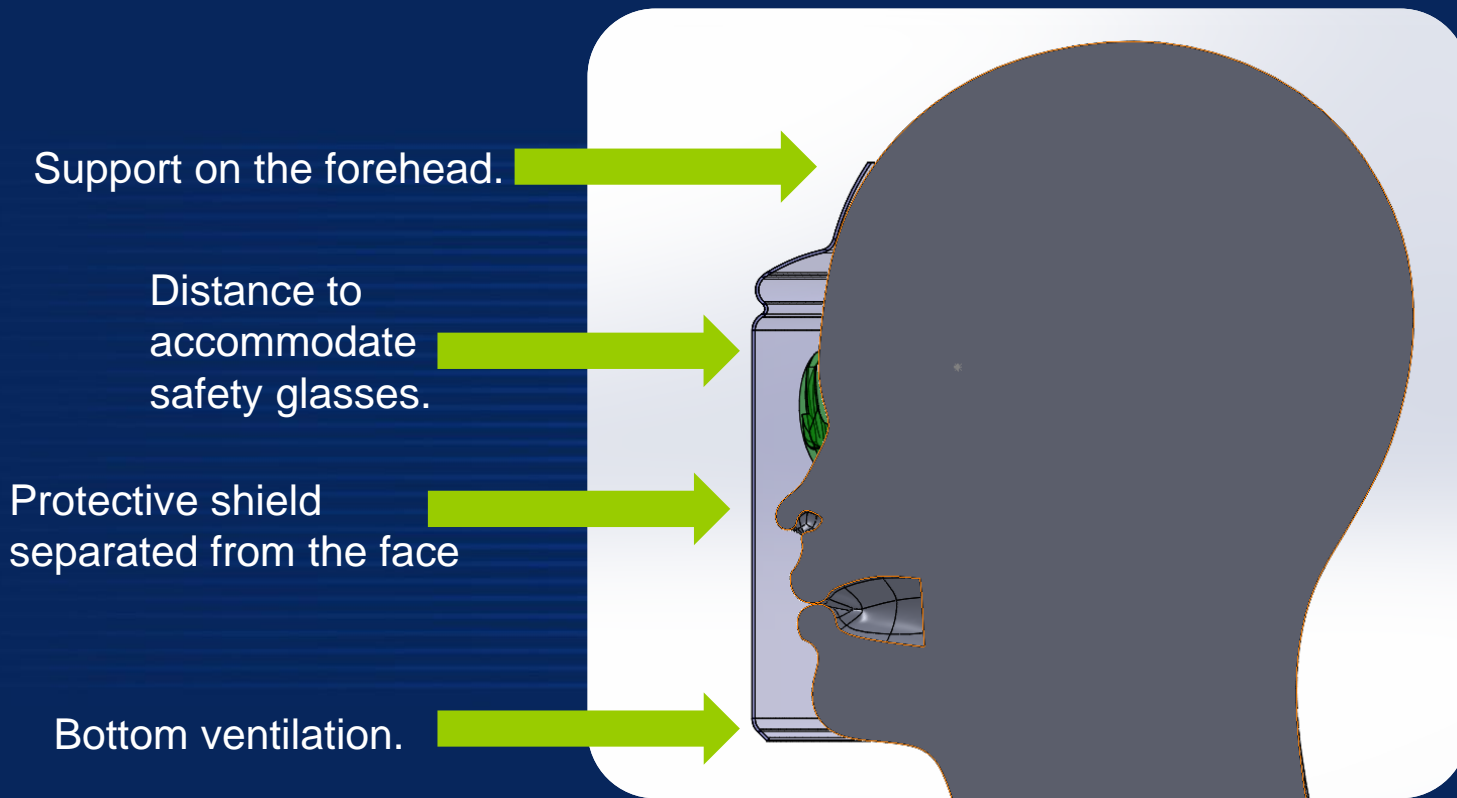 Support on the forehead.
Distance to
accommodate
safety glasses.
Protective shield
separated from the face
Bottom ventilation.